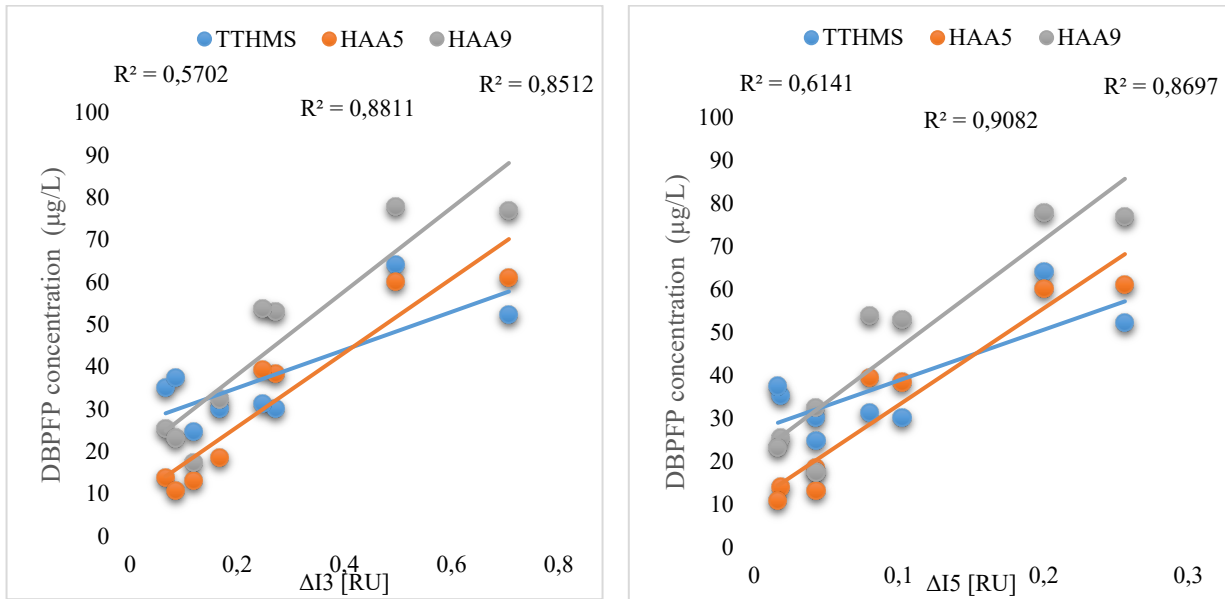 TTHMS HAA5 HAA9
R² = 0,5702
R² = 0,8512
R² = 0,8811
DBPFP concentration (µg/L)
100
90
80
70
60
50
40
30
20
10
0
0 0,2 0,4 0,6 0,8
ΔI3 [RU]
TTHMS HAA5 HAA9
R² = 0,6141
R² = 0,8697
R² = 0,9082
DBPFP concentration (µg/L)
100
90
80
70
60
50
40
30
20
10
0
0 0,1 0,2 0,3
ΔI5 [RU]